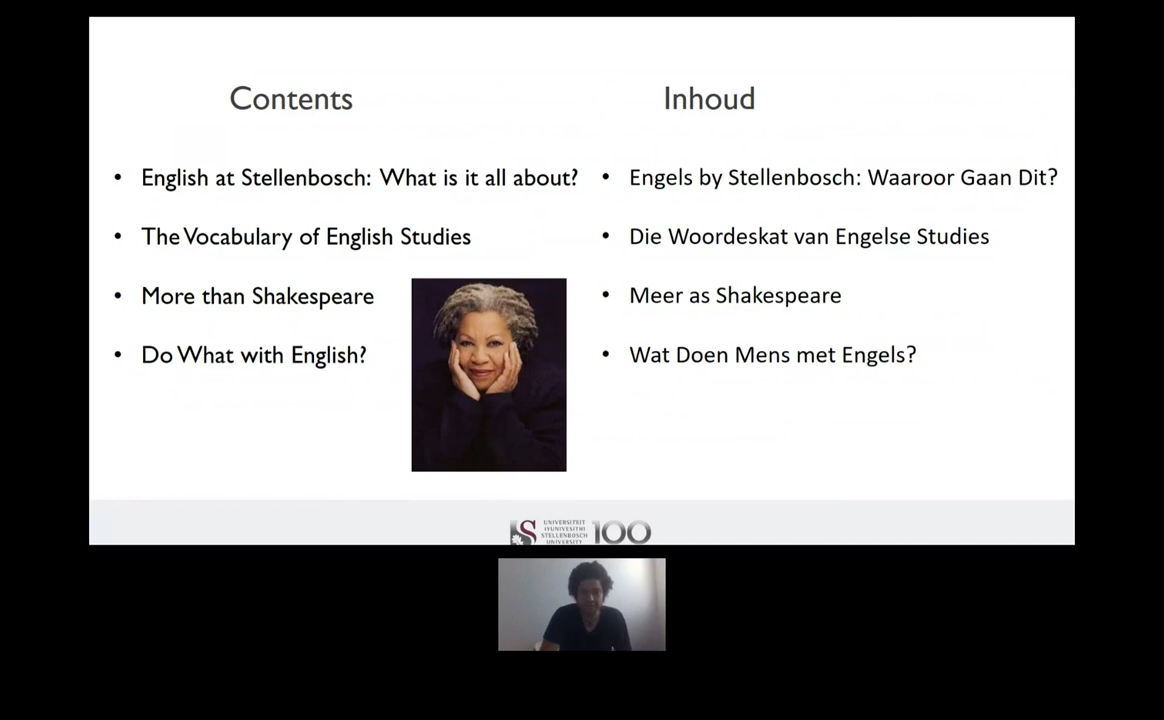 Contents
English at Stellenbosch: What is it all about?
The Vocabulary of English Studies
More than Shakespeare
Do What with English?
Inhoud
Engels by Stellenbosch: Waaroor Gaan Dit?
Die Woordeskat van Engelse Studies
Meer as Shakespeare
Wat Doen Mens met Engels?
UNIVERSITEIT
IYUNIVESITHI
STELLENBOSCH
UNIVERSITY
100